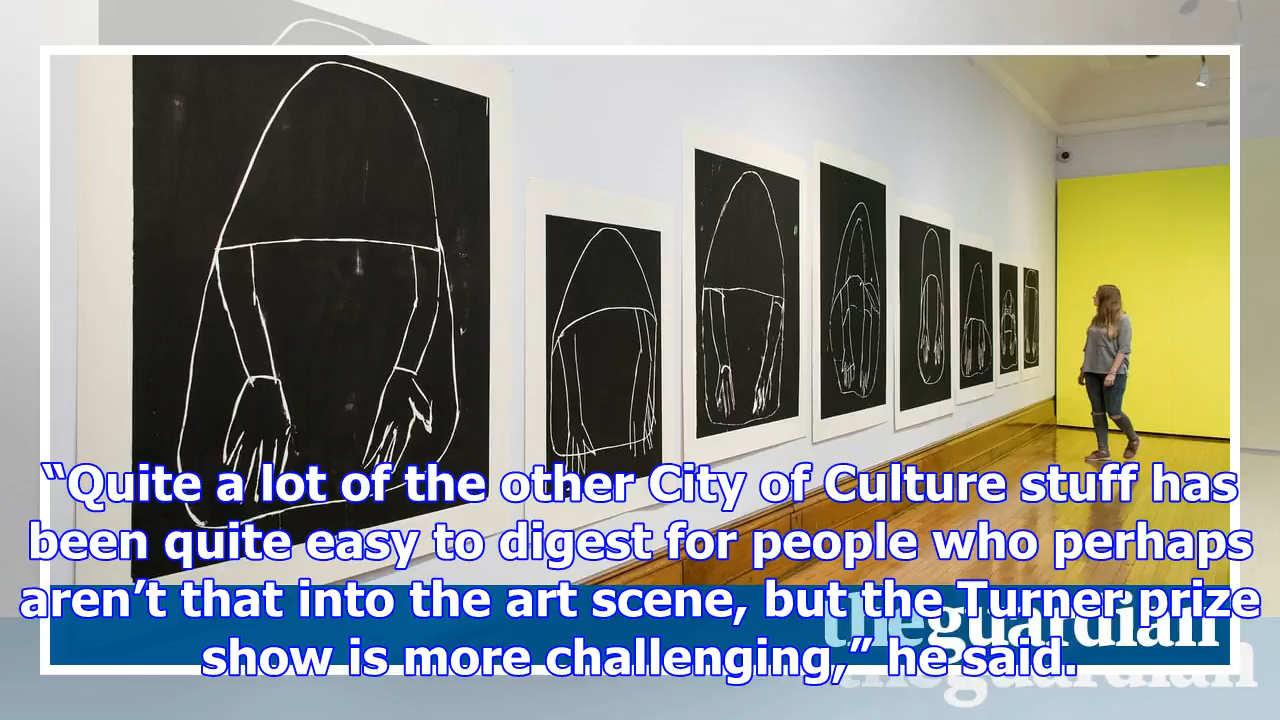 “Quite a lot of the other City of Culture stuff has
been quite easy to digest for people who perhaps
aren’t that into the art scene, but the Turner prize
show is more challenging,” he said.
theguardian
theguardian